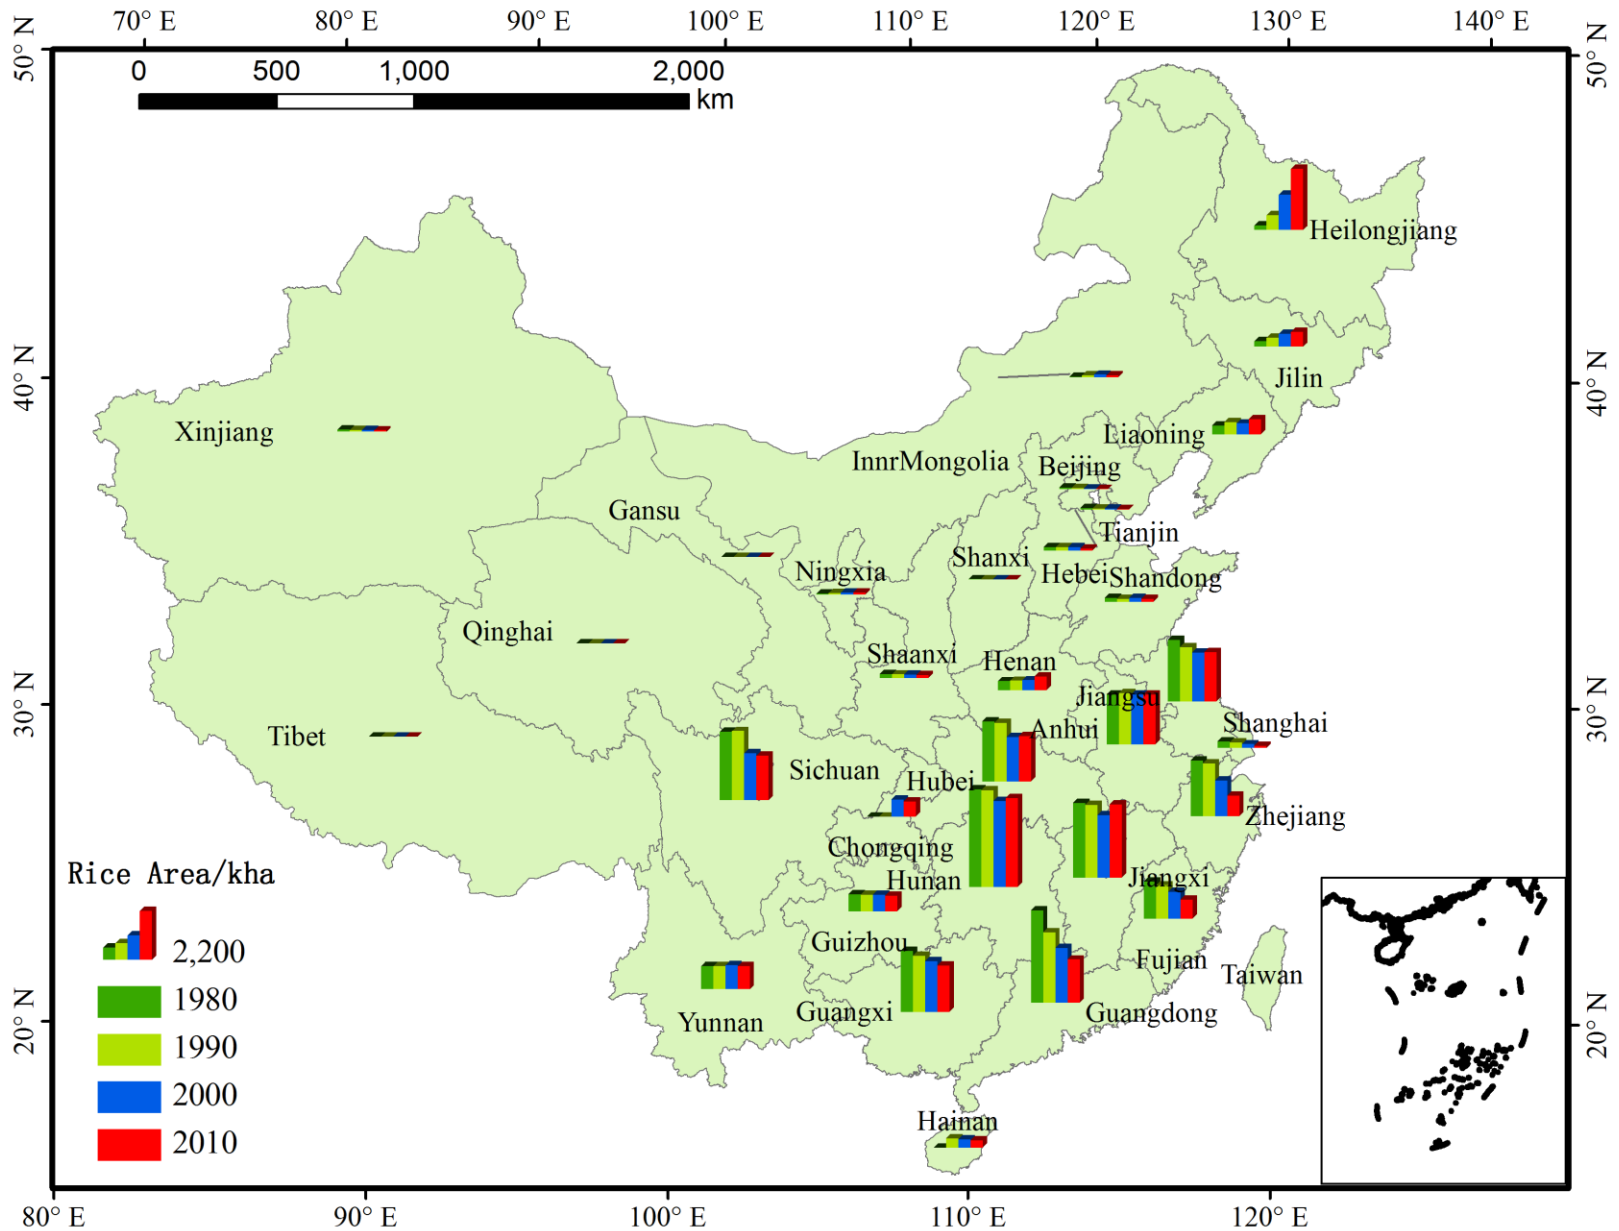 70° E 80° E 90° E 100° E 110° E 120° E 130° E 140° E
50° N
50° N
0 500 1,000 2,000
km
Heilongjiang
Jilin
40° N
40° N
Xinjiang
Liaoning
InnrMongolia
Beijing
Gansu
Tianjin
Shanxi
Ningxia
Hebei
Shandong
Qinghai
Shaanxi
Henan
30° N
30° N
Jiangsu
Shanghai
Anhui
Tibet
Sichuan
Hubei
Zhejiang
Chongqing
Rice Area/kha
Hunan
Jiangxi
2,200
Guizhou
Fujian
Taiwan
1980
Guangxi
Guangdong
Yunnan
20° N
20° N
1990
2000
Hainan
2010
80° E 90° E 100° E 110° E 120° E